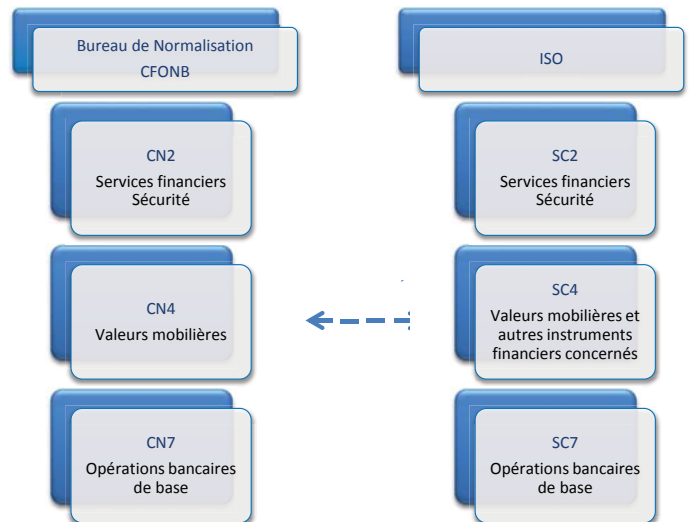 Bureau de Normalisation
CFONB
ISO
CN2
Services financiers
Sécurité
SC2
Services financiers
Sécurité
CN4
Valeurs mobilières
SC4
Valeurs mobilières et
autres instruments
financiers concernés
CN7
Opérations bancaires
de base
SC7
Opérations bancaires
de base